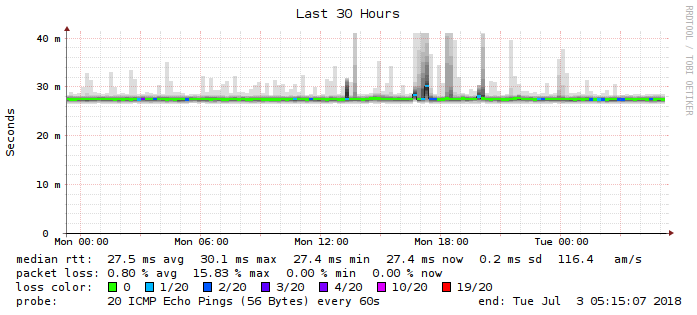 Last 30 Hours
RRDTOOL / TOBI OETIKER
Seconds
40 m
30 m
20 m
10 m
0
Mon 00:00 Mon 06:00 Mon 12:00 Mon 18:00 Tue 00:00
median rtt: 27.5 ms avg 30.1 ms max 27.4 ms min 27.4 ms now 0.2 ms sd 116.4 am/s
packet loss: 0.80 % avg 15.83 % max 0.00 % min 0.00 % now
loss color: 0 1/20 2/20 3/20 4/20 10/20 19/20
probe: 20 ICMP Echo Pings (56 Bytes) every 60s end: Tue Jul 3 05:15:07 2018